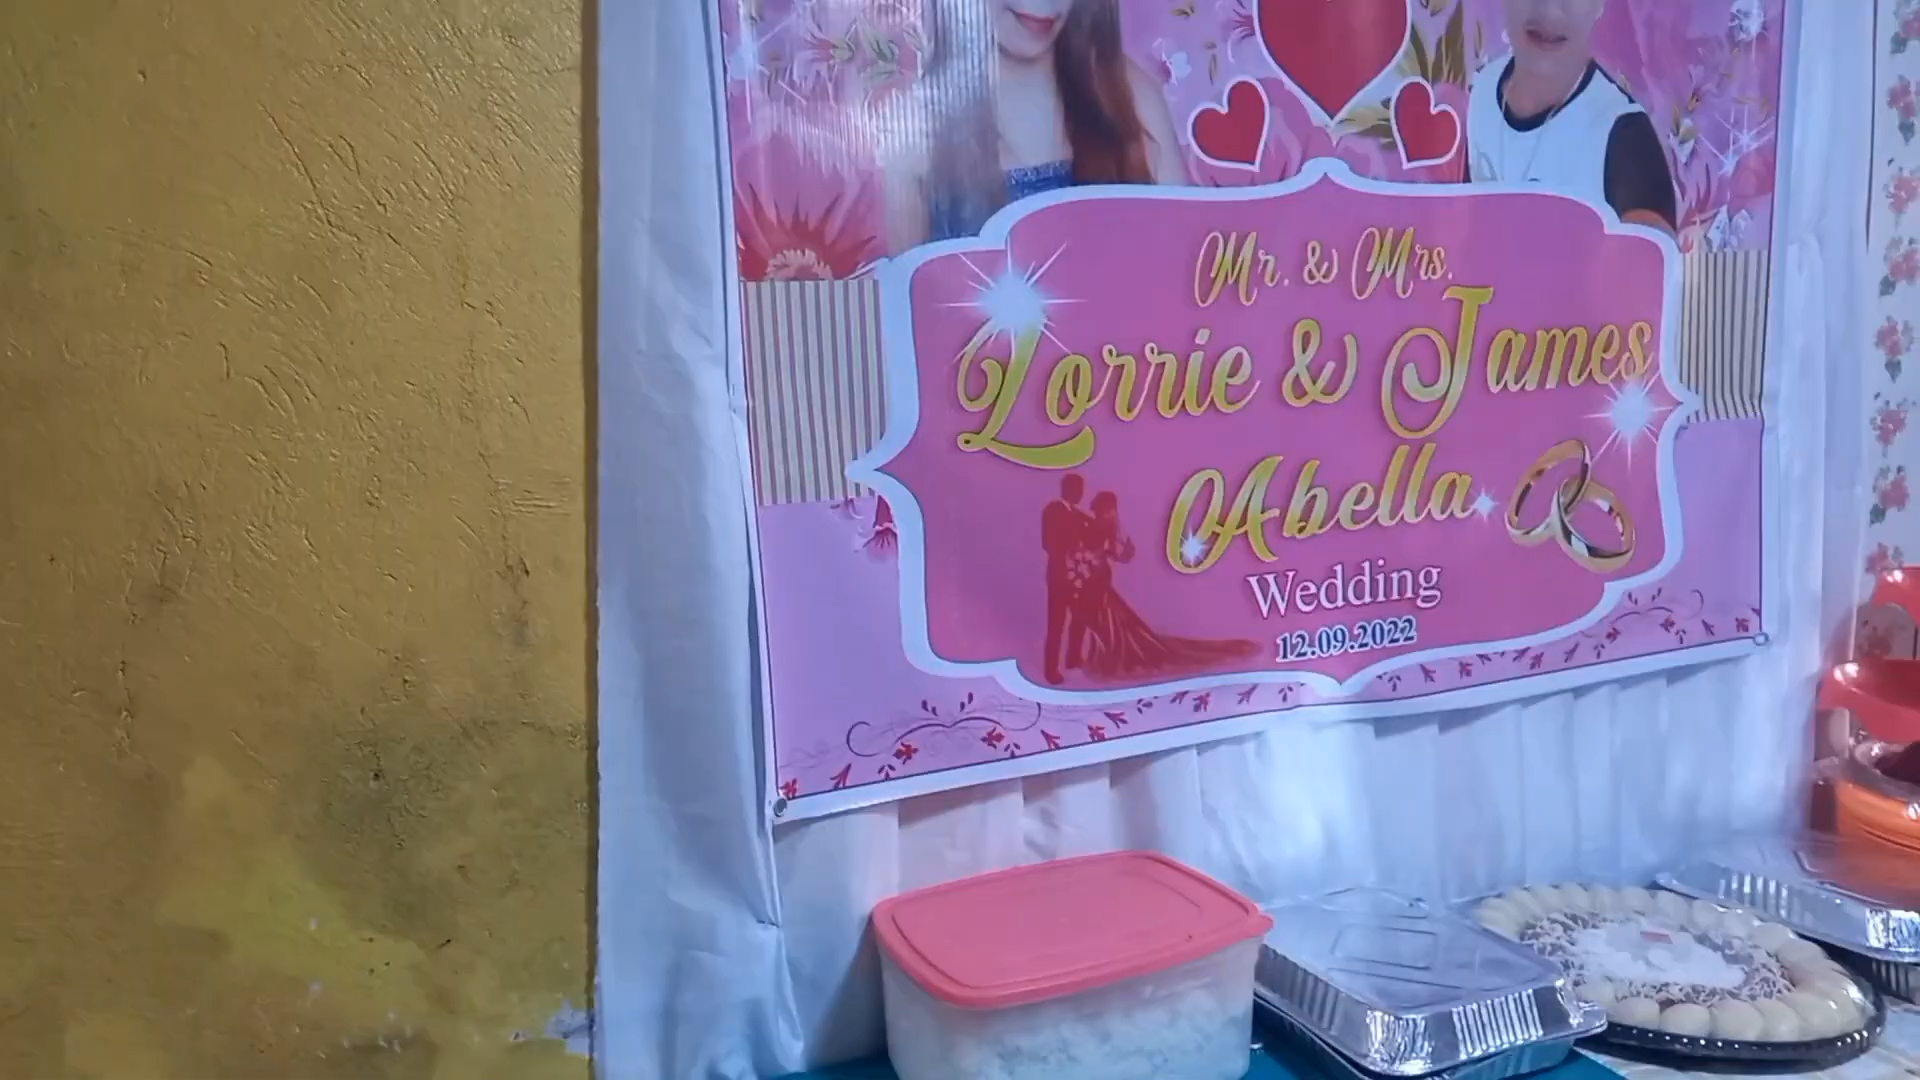 Mr. & Mrs.
Lorrie & James
Abella
Wedding
12.09.2022